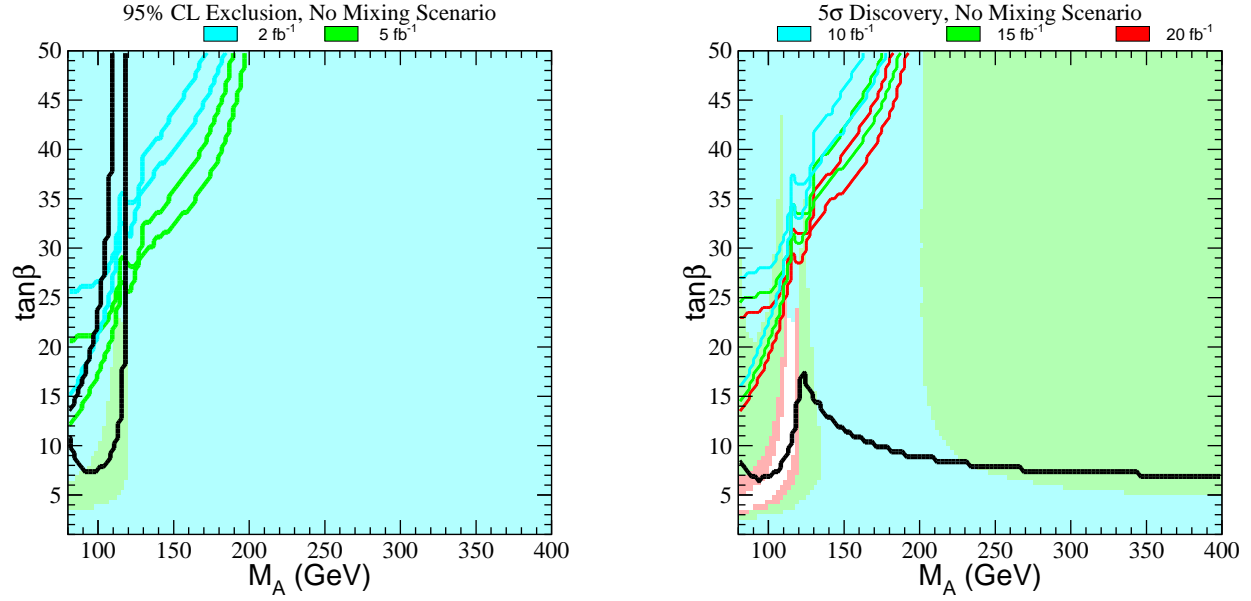 95% CL Exclusion, No Mixing Scenario
2 fb⁻¹ 5 fb⁻¹
50
45
40
35
30
25
20
15
10
5
tanβ
100 150 200 250 300 350 400
M_A (GeV)
5σ Discovery, No Mixing Scenario
10 fb⁻¹ 15 fb⁻¹ 20 fb⁻¹
50
45
40
35
30
25
20
15
10
5
tanβ
100 150 200 250 300 350 400
M_A (GeV)